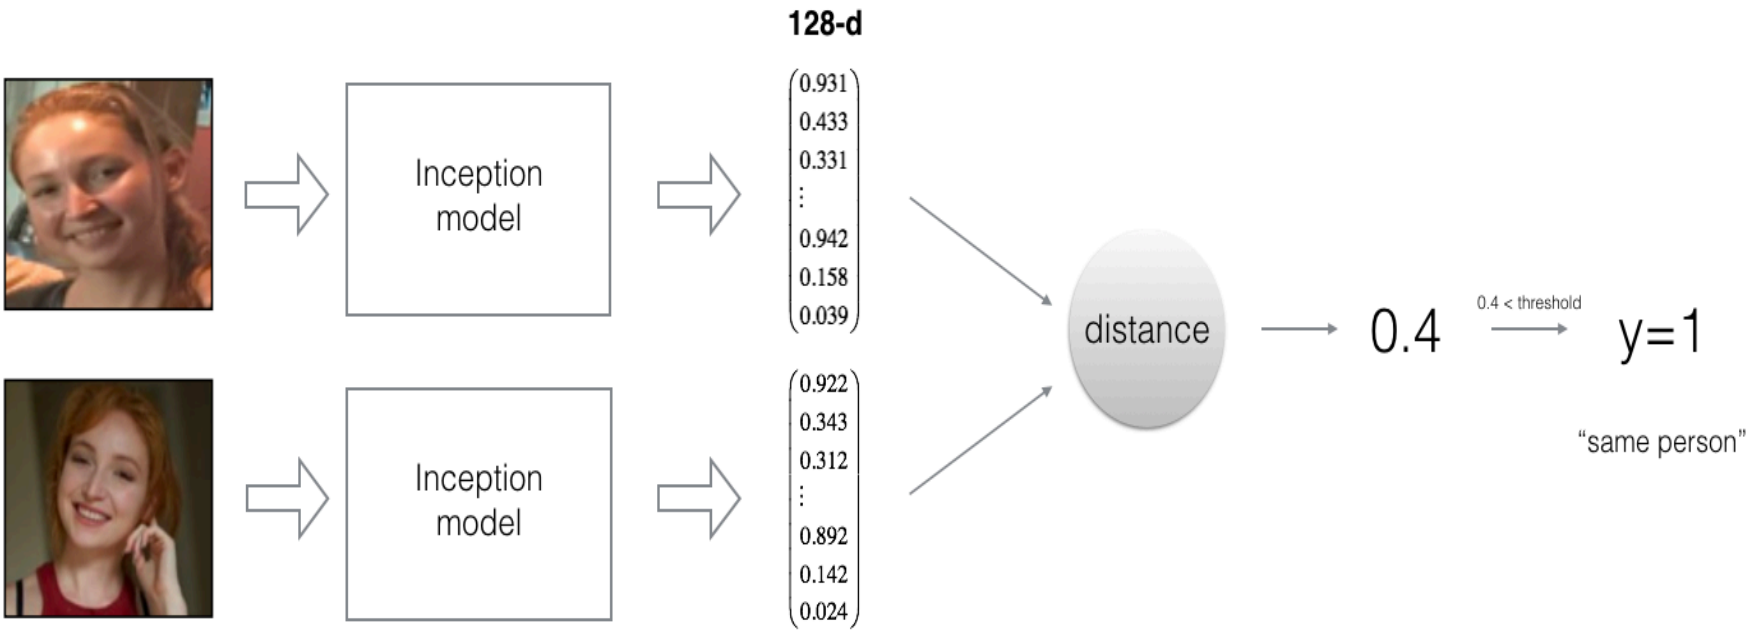 128-d
0.931
0.433
0.331
⋮
0.942
0.158
0.039
Inception
model
0.922
0.343
0.312
⋮
0.892
0.142
0.024
Inception
model
distance
0.4
0.4 < threshold
y=1
“same person”